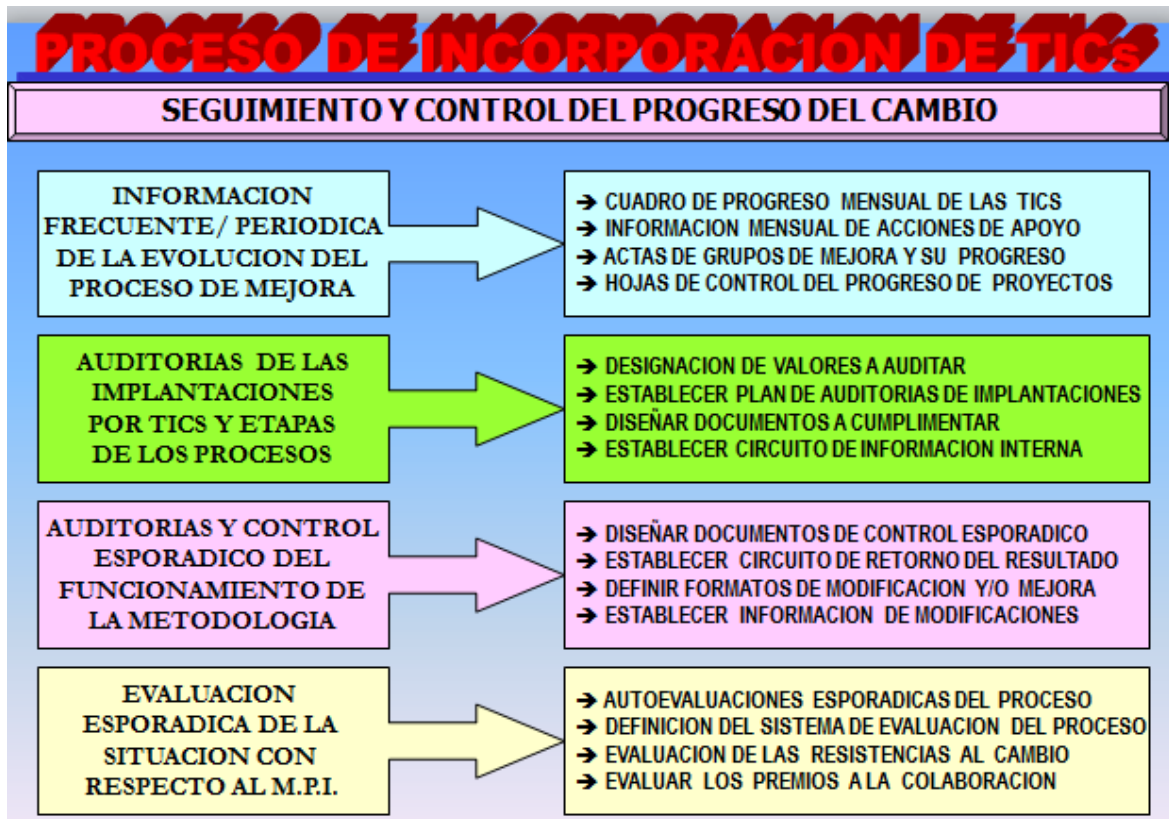 PROCESO DE INCORPORACION DE TICs
SEGUIMIENTO Y CONTROL DEL PROGRESO DEL CAMBIO
INFORMACION
FRECUENTE/ PERIODICA
DE LA EVOLUCION DEL
PROCESO DE MEJORA
➔ CUADRO DE PROGRESO MENSUAL DE LAS TICS
➔ INFORMACION MENSUAL DE ACCIONES DE APOYO
➔ ACTAS DE GRUPOS DE MEJORA Y SU PROGRESO
➔ HOJAS DE CONTROL DEL PROGRESO DE PROYECTOS
AUDITORIAS DE LAS
IMPLANTACIONES
POR TICS Y ETAPAS
DE LOS PROCESOS
➔ DESIGNACION DE VALORES A AUDITAR
➔ ESTABLECER PLAN DE AUDITORIAS DE IMPLANTACIONES
➔ DISEÑAR DOCUMENTOS A CUMPLIMENTAR
➔ ESTABLECER CIRCUITO DE INFORMACION INTERNA
AUDITORIAS Y CONTROL
ESPORADICO DEL
FUNCIONAMIENTO DE
LA METODOLOGIA
➔ DISEÑAR DOCUMENTOS DE CONTROL ESPORADICO
➔ ESTABLECER CIRCUITO DE RETORNO DEL RESULTADO
➔ DEFINIR FORMATOS DE MODIFICACION Y/O MEJORA
➔ ESTABLECER INFORMACION DE MODIFICACIONES
EVALUACION
ESPORADICA DE LA
SITUACION CON
RESPECTO AL M.P.I.
➔ AUTOEVALUACIONES ESPORADICAS DEL PROCESO
➔ DEFINICION DEL SISTEMA DE EVALUACION DEL PROCESO
➔ EVALUACION DE LAS RESISTENCIAS AL CAMBIO
➔ EVALUAR LOS PREMIOS A LA COLABORACION